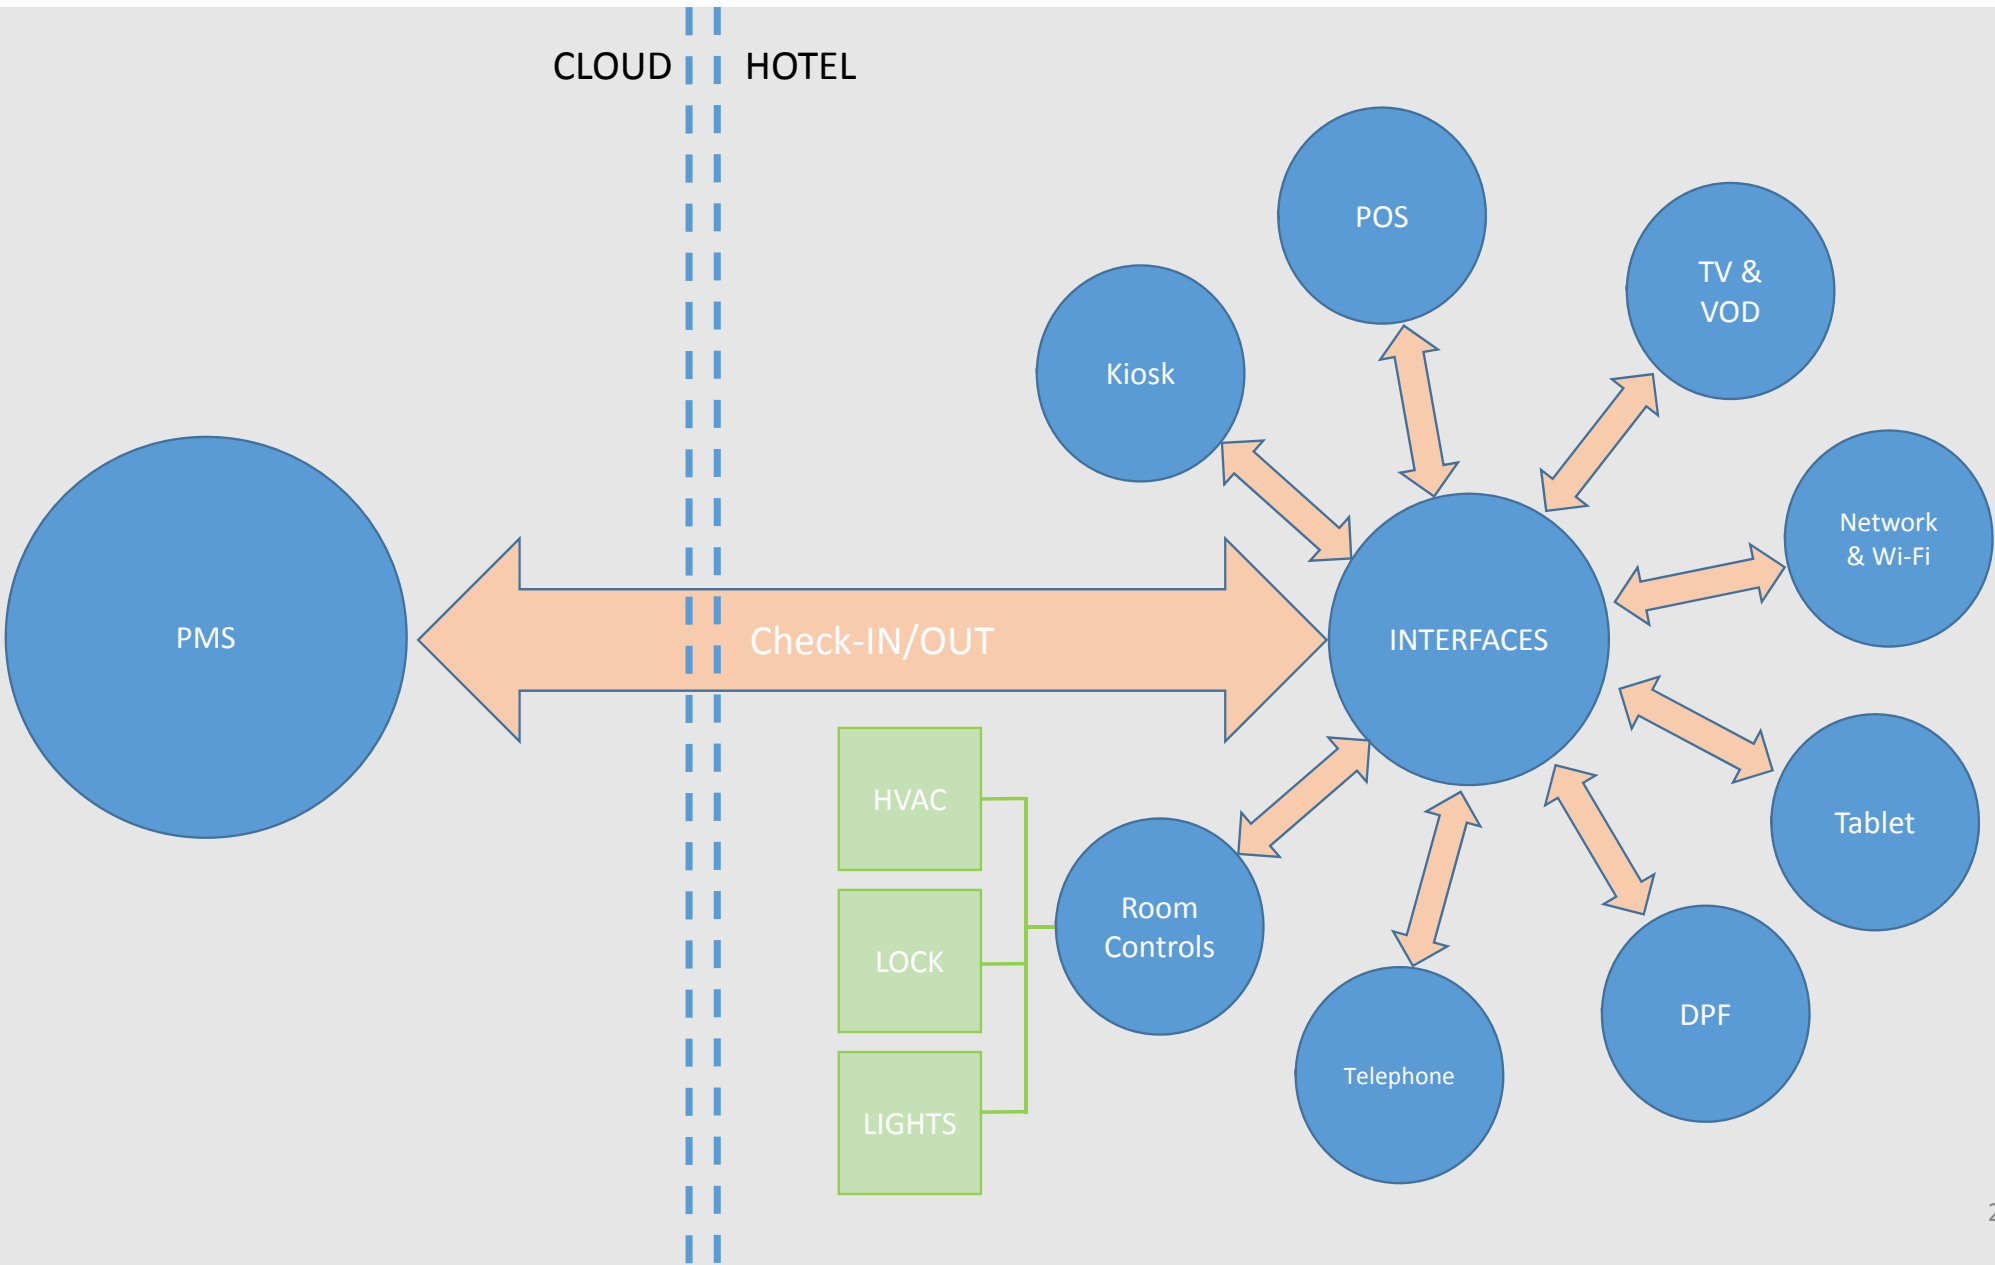 CLOUD
HOTEL
POS
TV &
VOD
Kiosk
Network
& Wi-Fi
PMS
Check-IN/OUT
INTERFACES
HVAC
Tablet
Room
Controls
LOCK
DPF
Telephone
LIGHTS
2